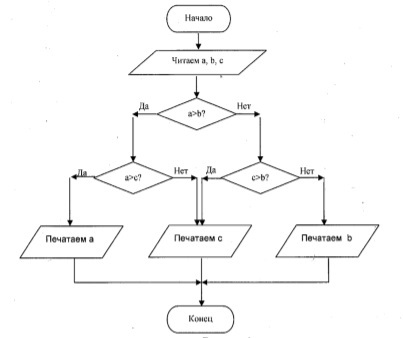 Начало
Читаем a, b, c
Да
a>b?
Нет
Да
a>c?
Нет
Да
c>b?
Нет
Печатаем a
Печатаем c
Печатаем b
Конец